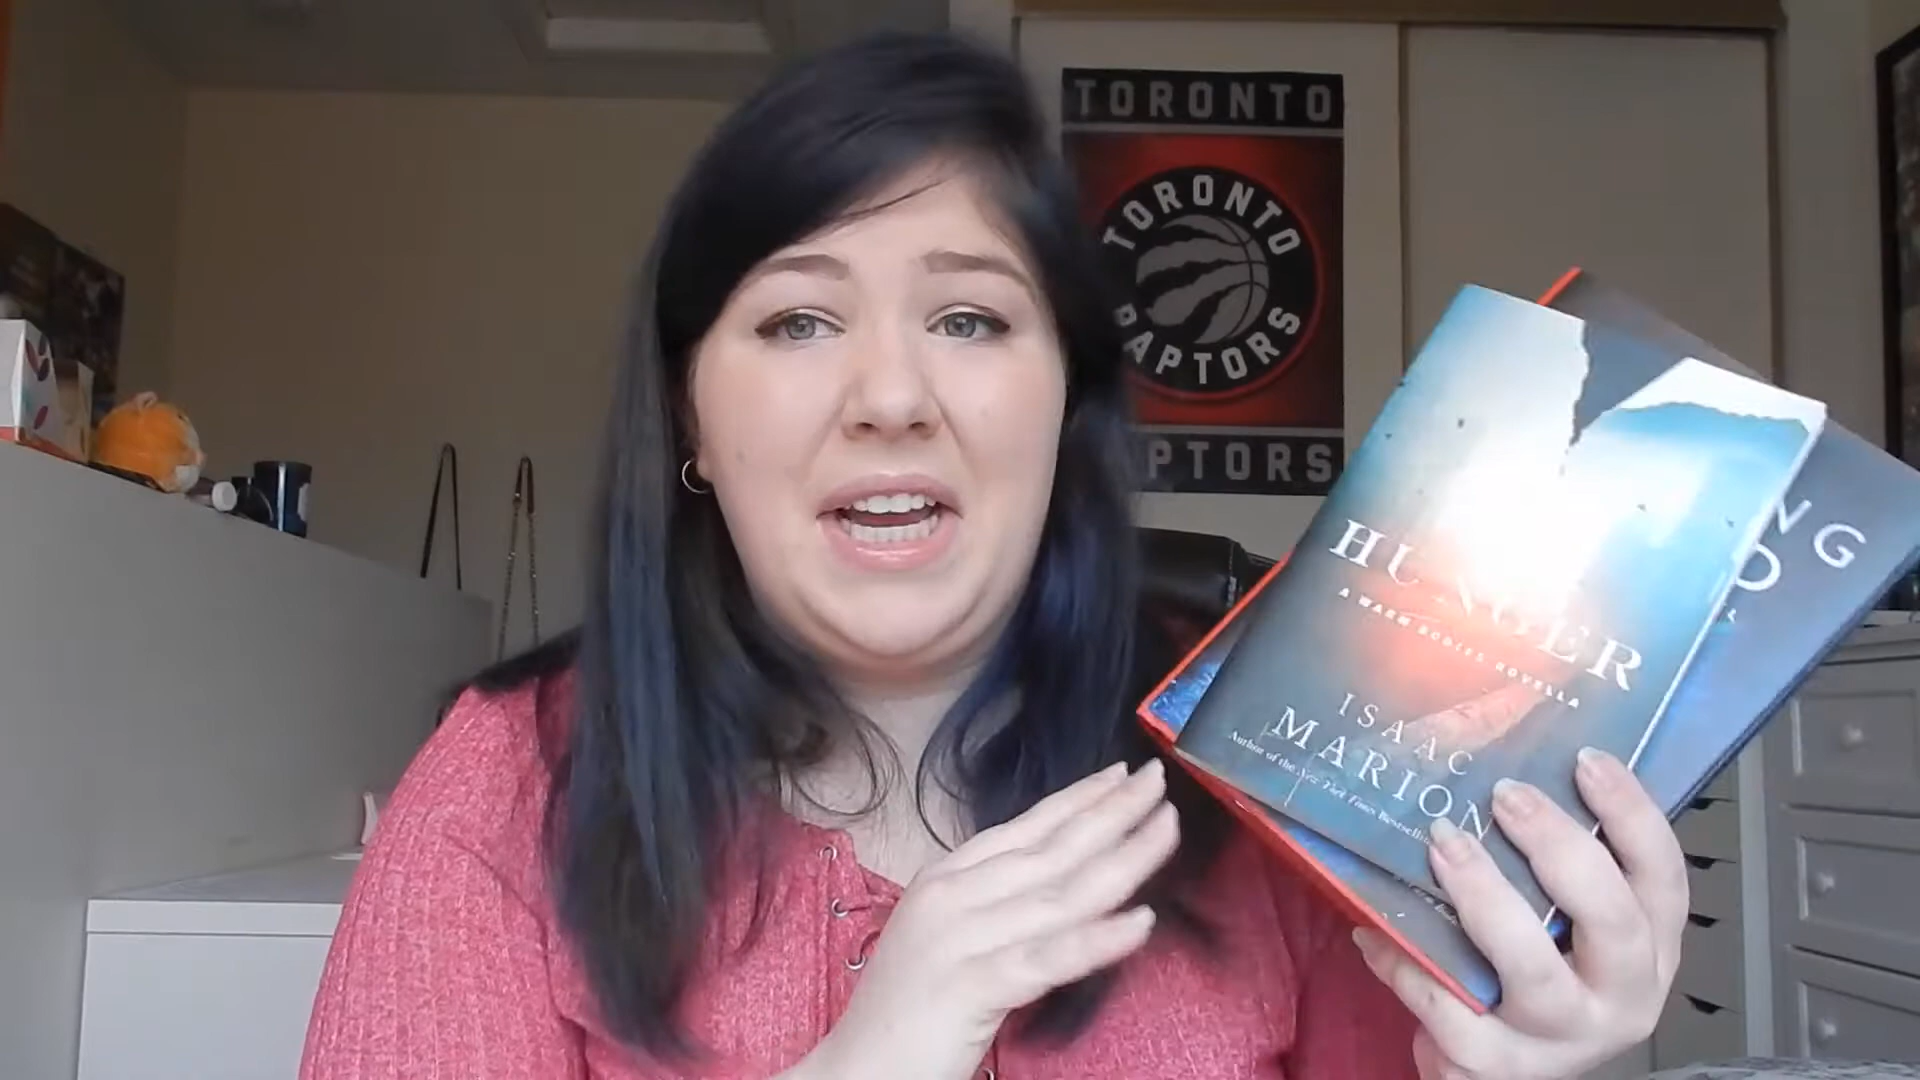 TORONTO
TORONTO
RAPTORS
PTORS
NG
HUNGER
A WARM BODIES NOVELLA
ISAAC
MARION
Author of the New York Times Bestselling